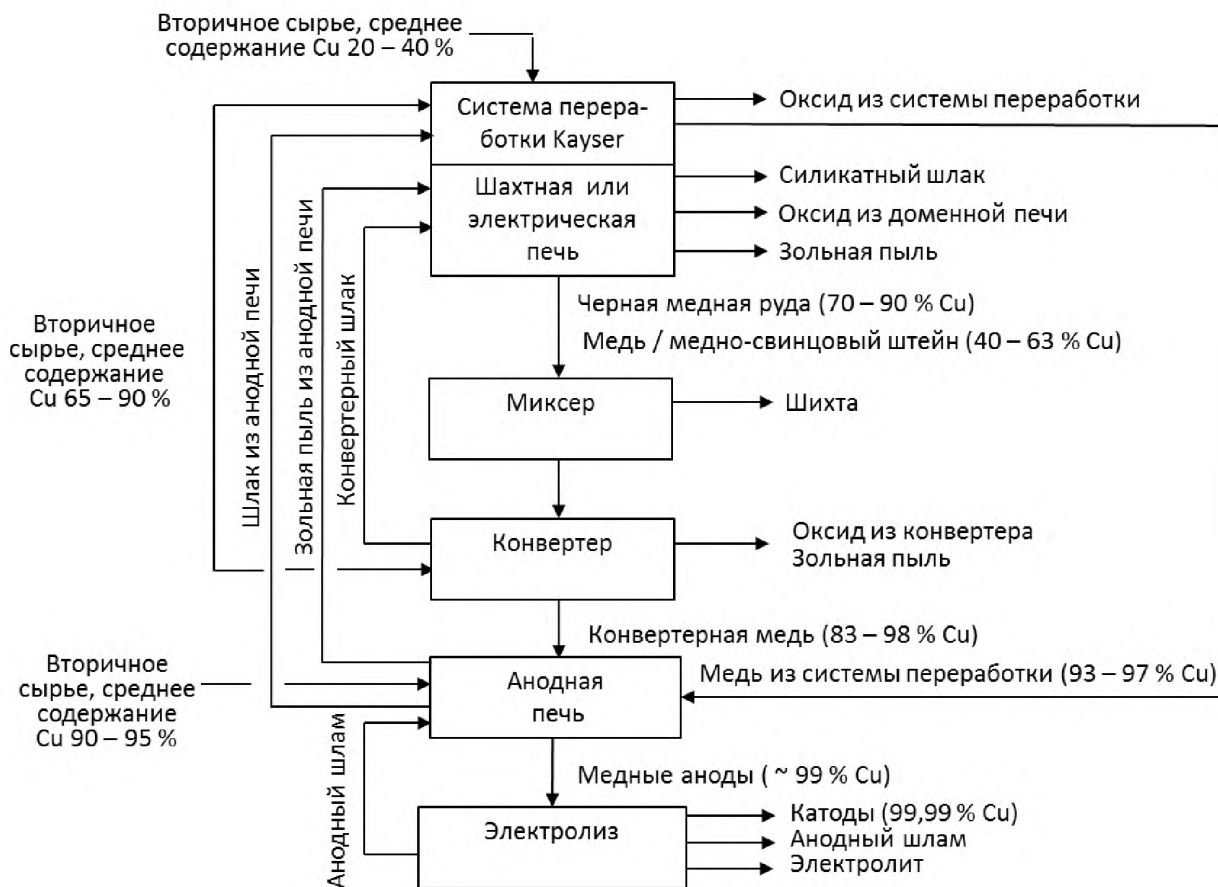 Вторичное сырье, среднее
содержание Cu 20 – 40 %
Система перера-
ботки Kayser
Оксид из системы переработки
Шахтная или
электрическая
печь
Силикатный шлак
Оксид из доменной печи
Зольная пыль
Черная медная руда (70 – 90 % Cu)
Медь / медно-свинцовый штейн (40 – 63 % Cu)
Вторичное
сырье, среднее
содержание
Cu 65 – 90 %
Шлак из анодной печи
Зольная пыль из анодной печи
Конвертерный шлак
Миксер
Шихта
Конвертер
Оксид из конвертера
Зольная пыль
Конвертерная медь (83 – 98 % Cu)
Вторичное
сырье, среднее
содержание
Cu 90 – 95 %
Анодная
печь
Медь из системы переработки (93 – 97 % Cu)
Анодный шлам
Медные аноды ( ~ 99 % Cu)
Электролиз
Катоды (99,99 % Cu)
Анодный шлам
Электролит